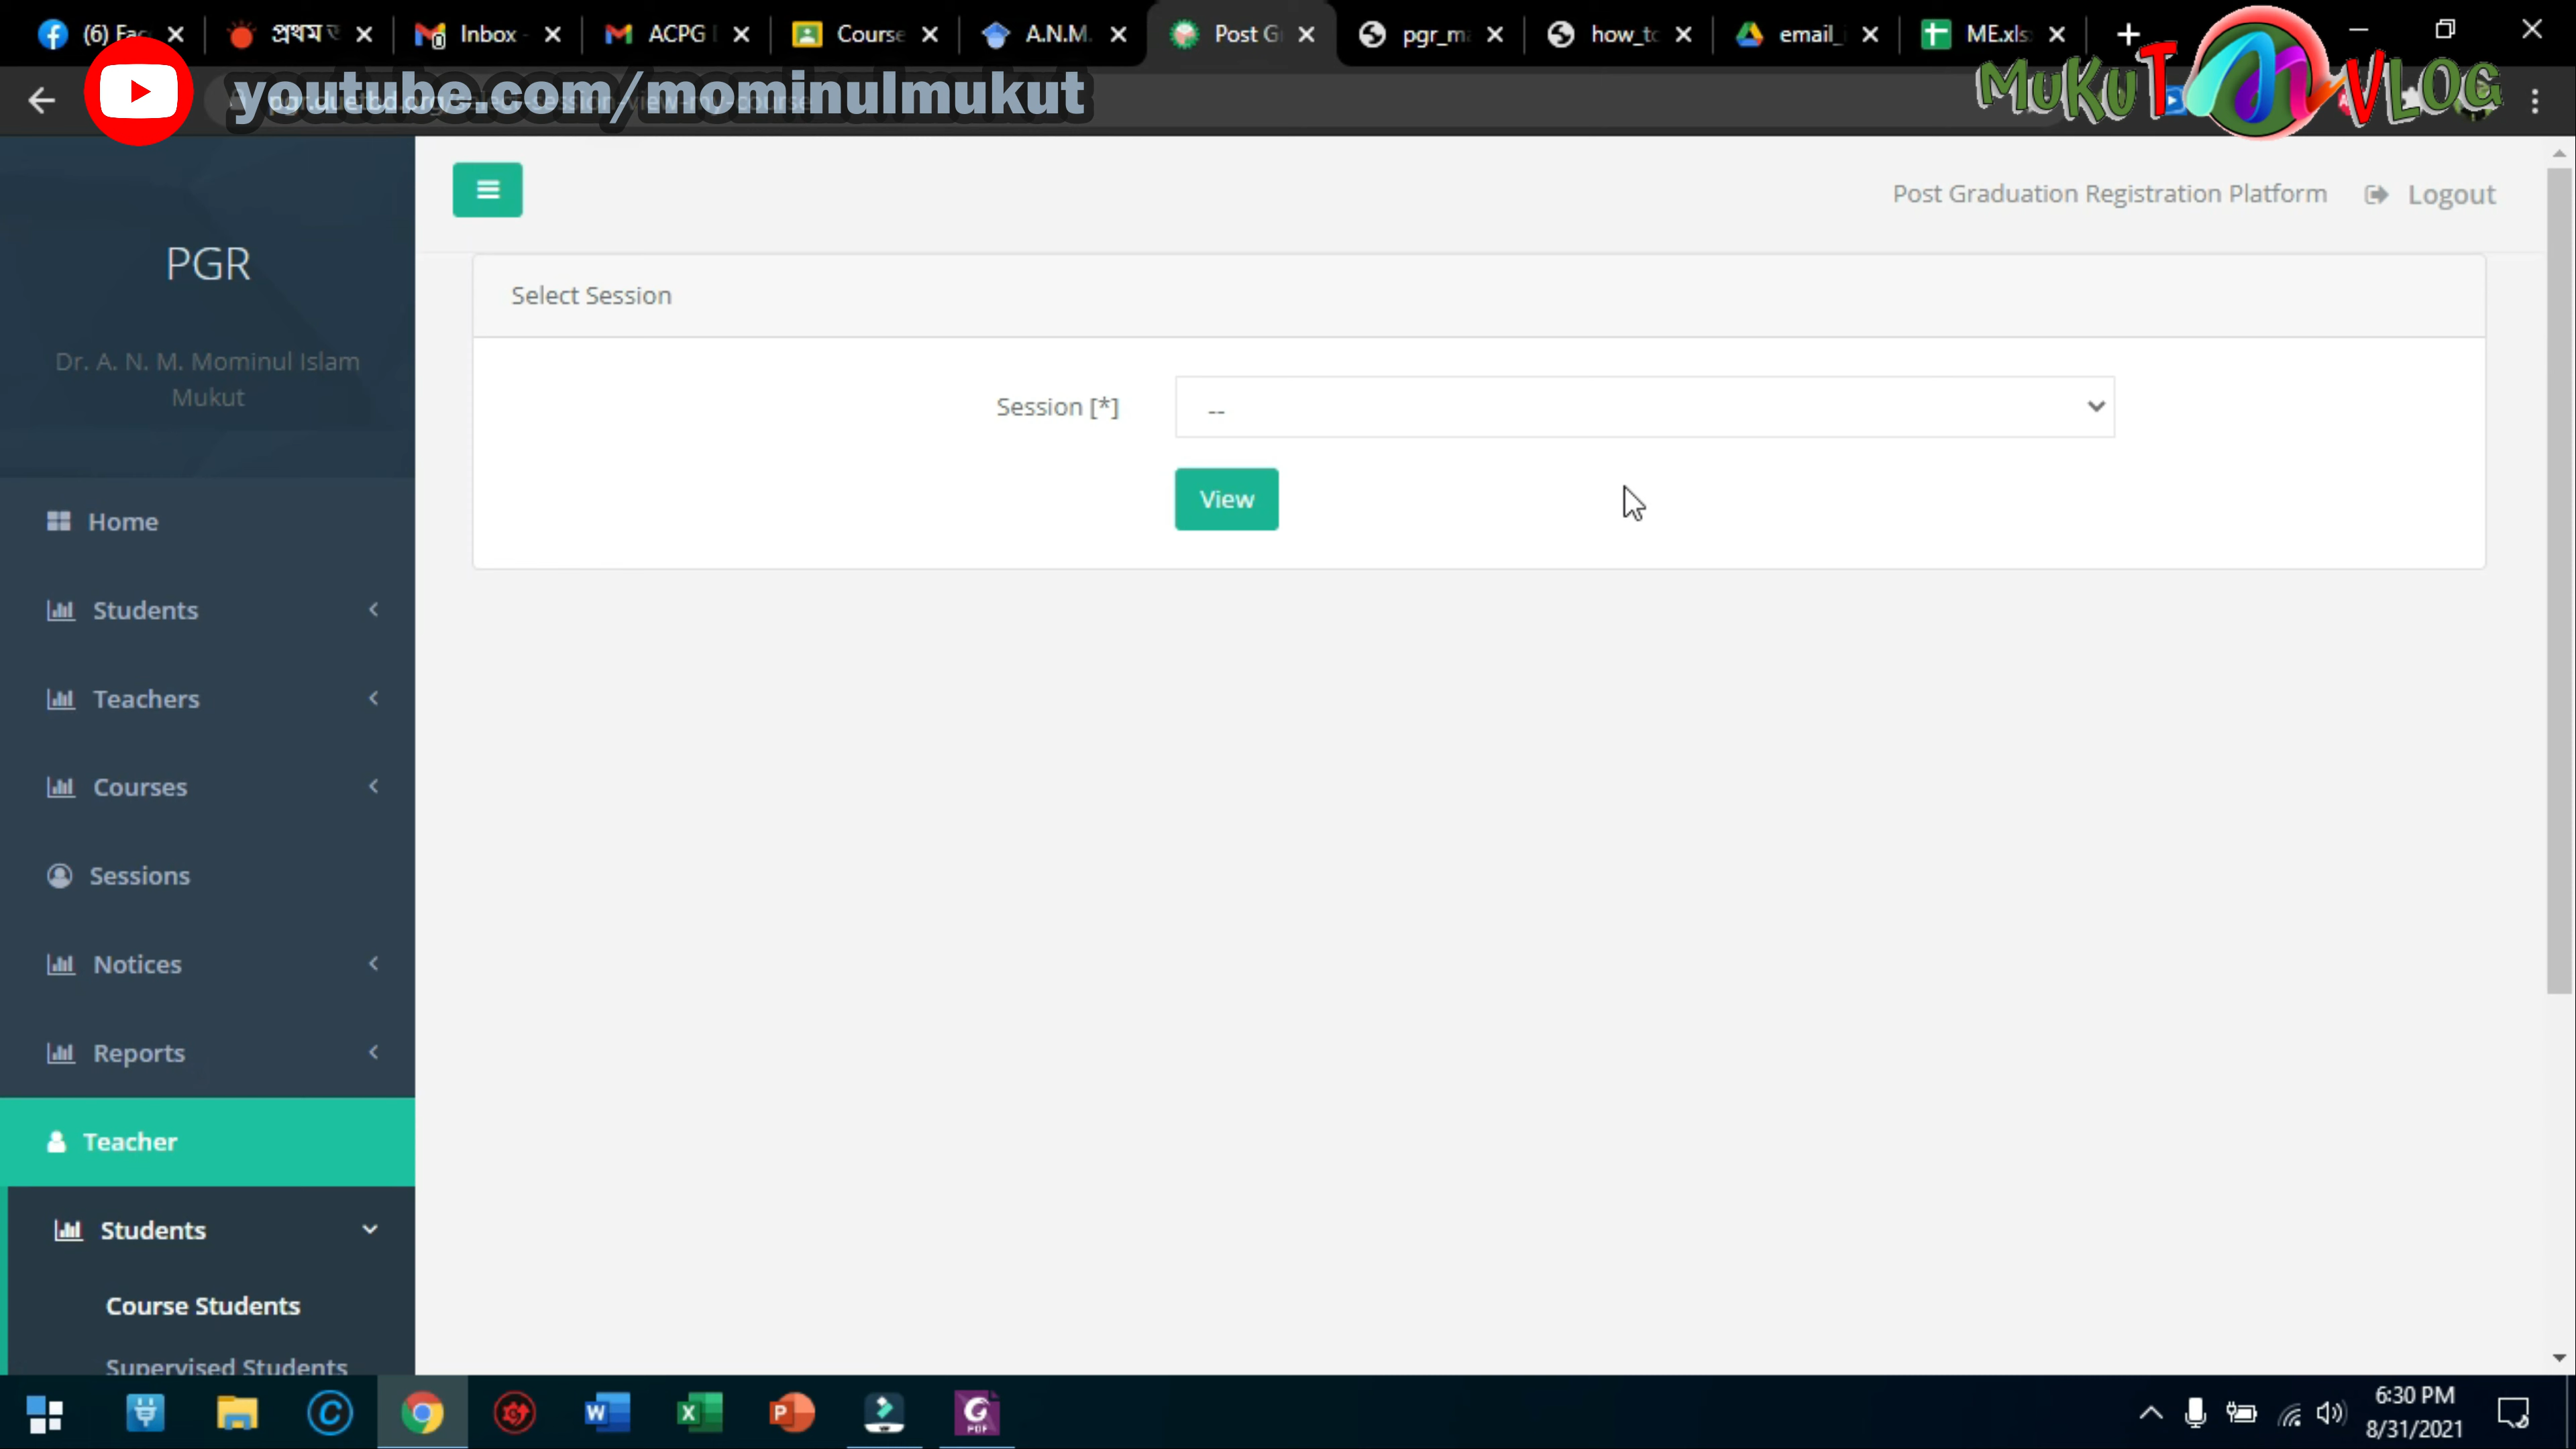 (6) Fac
প্রথম
Inbox -
ACPG
Course
A.N.M.
Post G
pgr_ma
how_to
email_
ME.xls
youtube.com/mominulmukut
MUKUT VLOG
Post Graduation Registration Platform
Logout
PGR
Dr. A. N. M. Mominul Islam
Mukut
Select Session
Session [*]
--
View
Home
Students
Teachers
Courses
Sessions
Notices
Reports
Teacher
Students
Course Students
Supervised Students
6:30 PM
8/31/2021